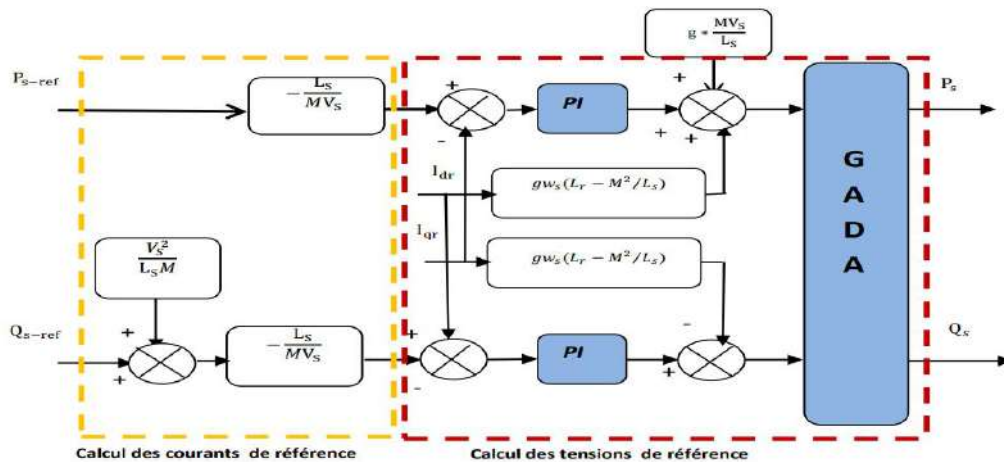 g * MV_S / L_S
P_s−ref
− L_S / MV_S
+
PI
+
P_s
-
+
+
I_dr
gw_s(L_r − M²/L_s)
I_qr
gw_s(L_r − M²/L_s)
G
A
D
A
V_S² / L_S M
Q_s−ref
+
+
− L_S / MV_S
+
-
PI
-
+
Q_s
Calcul des courants de référence
Calcul des tensions de référence